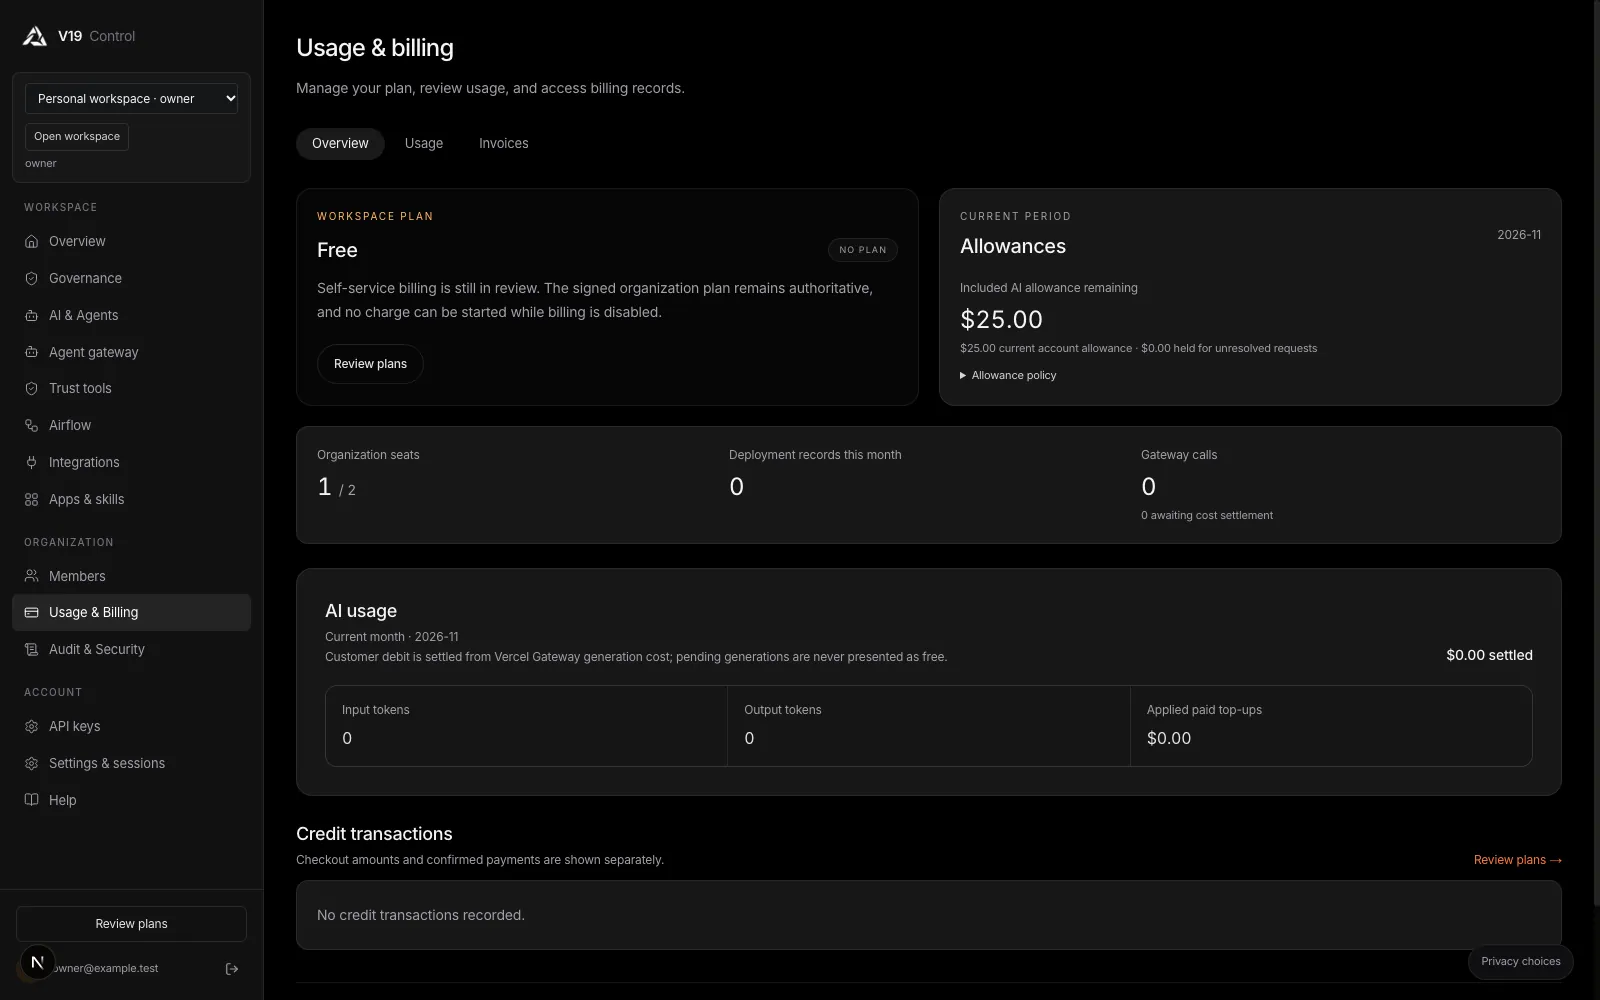 V19 Control
Personal workspace · owner
Open workspace
owner
WORKSPACE
Overview
Governance
AI & Agents
Agent gateway
Trust tools
Airflow
Integrations
Apps & skills
ORGANIZATION
Members
Usage & Billing
Audit & Security
ACCOUNT
API keys
Settings & sessions
Help
Review plans
N
owner@example.test
Usage & billing
Manage your plan, review usage, and access billing records.
Overview
Usage
Invoices
WORKSPACE PLAN
Free
NO PLAN
Self-service billing is still in review. The signed organization plan remains authoritative,
and no charge can be started while billing is disabled.
Review plans
CURRENT PERIOD
Allowances
2026-11
Included AI allowance remaining
$25.00
$25.00 current account allowance · $0.00 held for unresolved requests
Allowance policy
Organization seats
1 / 2
Deployment records this month
0
Gateway calls
0
0 awaiting cost settlement
AI usage
Current month · 2026-11
Customer debit is settled from Vercel Gateway generation cost; pending generations are never presented as free.
$0.00 settled
Input tokens
0
Output tokens
0
Applied paid top-ups
$0.00
Credit transactions
Checkout amounts and confirmed payments are shown separately.
Review plans →
No credit transactions recorded.
Privacy choices